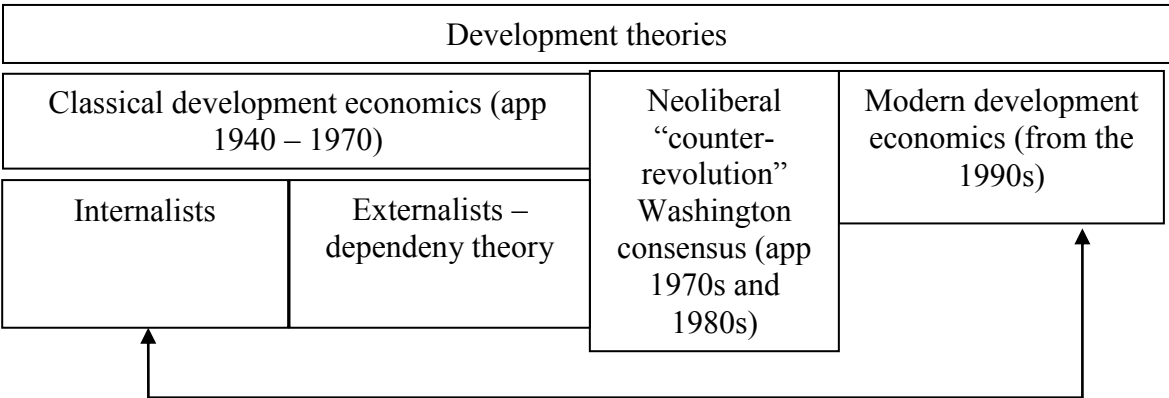 Development theories
Classical development economics (app
1940 – 1970)
Internalists
Externalists –
dependeny theory
Neoliberal
“counter-
revolution”
Washington
consensus (app
1970s and
1980s)
Modern development
economics (from the
1990s)